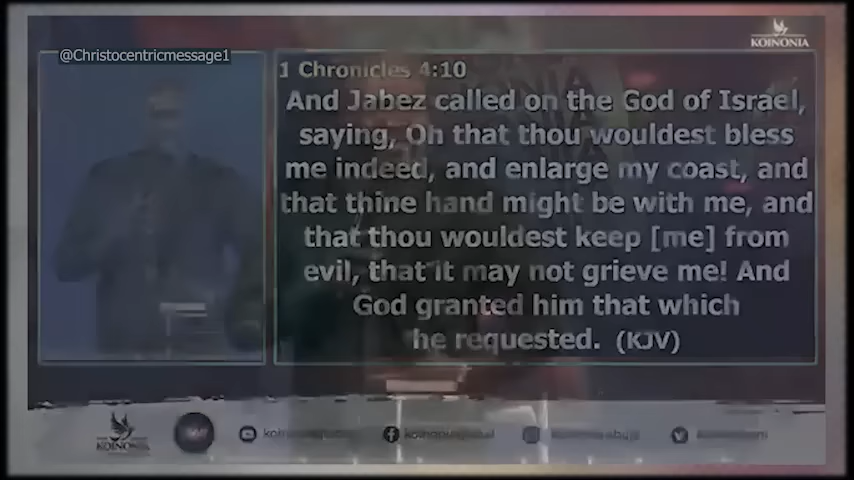 @Christocentricmessage1
KOINONIA
1 Chronicles 4:10
And Jabez called on the God of Israel,
saying, Oh that thou wouldest bless
me indeed, and enlarge my coast, and
that thine hand might be with me, and
that thou wouldest keep [me] from
evil, that it may not grieve me! And
God granted him that which
he requested. (KJV)
KOINONIA